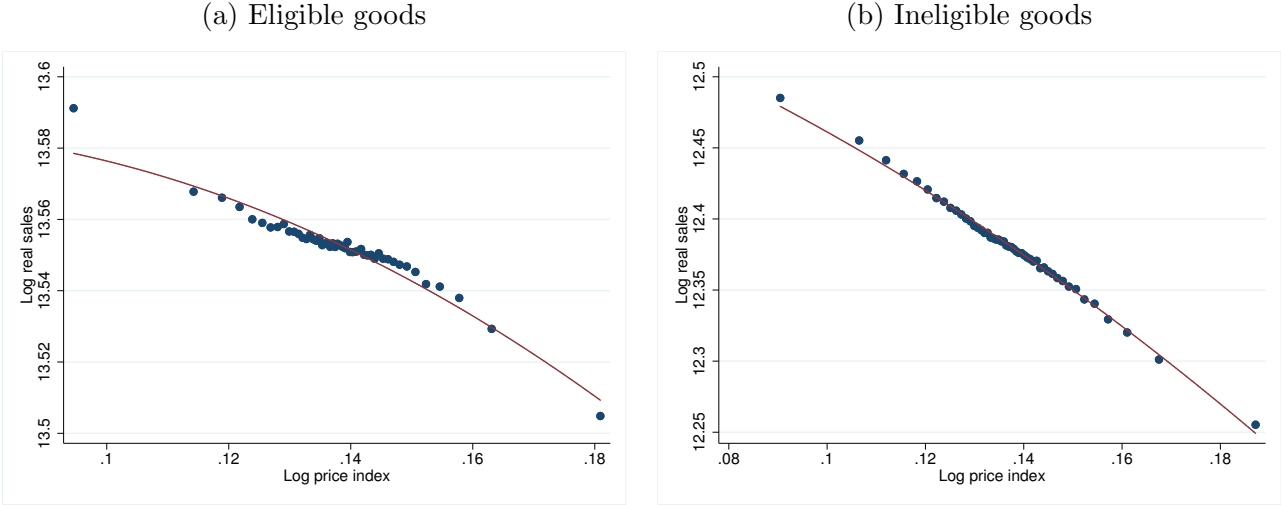 (a) Eligible goods
13.6
13.58
13.56
13.54
13.52
13.5
Log real sales
.1 .12 .14 .16 .18
Log price index
(b) Ineligible goods
12.5
12.45
12.4
12.35
12.3
12.25
Log real sales
.08 .1 .12 .14 .16 .18
Log price index